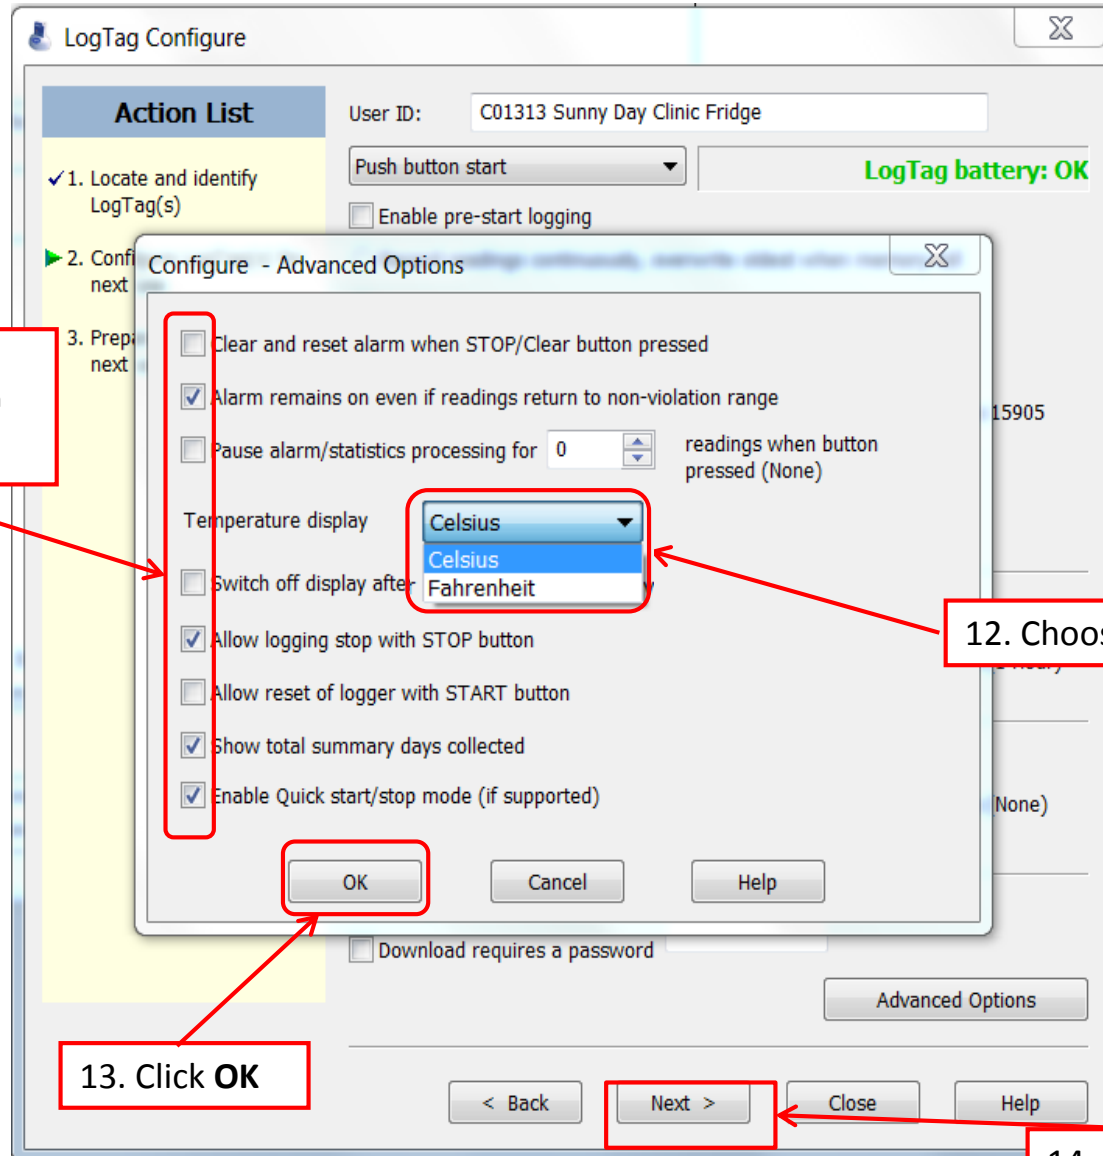 LogTag Configure
Action List
1. Locate and identify
LogTag(s)
2. Confi
next
3. Prepa
next
User ID: C01313 Sunny Day Clinic Fridge
Push button start
LogTag battery: OK
Enable pre-start logging
Configure - Advanced Options
Clear and reset alarm when STOP/Clear button pressed
Alarm remains on even if readings return to non-violation range
Pause alarm/statistics processing for 0 readings when button
pressed (None)
15905
Temperature display Celsius
Celsius
Fahrenheit
Switch off display after
Allow logging stop with STOP button
Allow reset of logger with START button
Show total summary days collected
Enable Quick start/stop mode (if supported)
(None)
OK Cancel Help
12. Choos
Download requires a password
Advanced Options
13. Click OK
< Back Next > Close Help
14